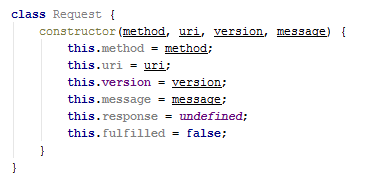 class Request {
    constructor(method, uri, version, message) {
        this.method = method;
        this.uri = uri;
        this.version = version;
        this.message = message;
        this.response = undefined;
        this.fulfilled = false;
    }
}